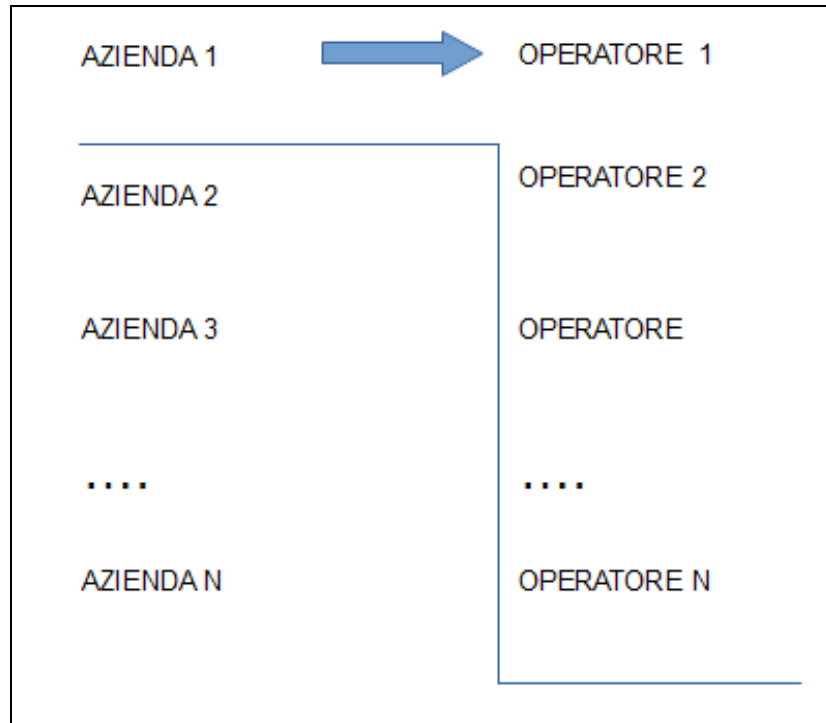 AZIENDA 1
OPERATORE 1
AZIENDA 2
OPERATORE 2
AZIENDA 3
OPERATORE
....
....
AZIENDA N
OPERATORE N